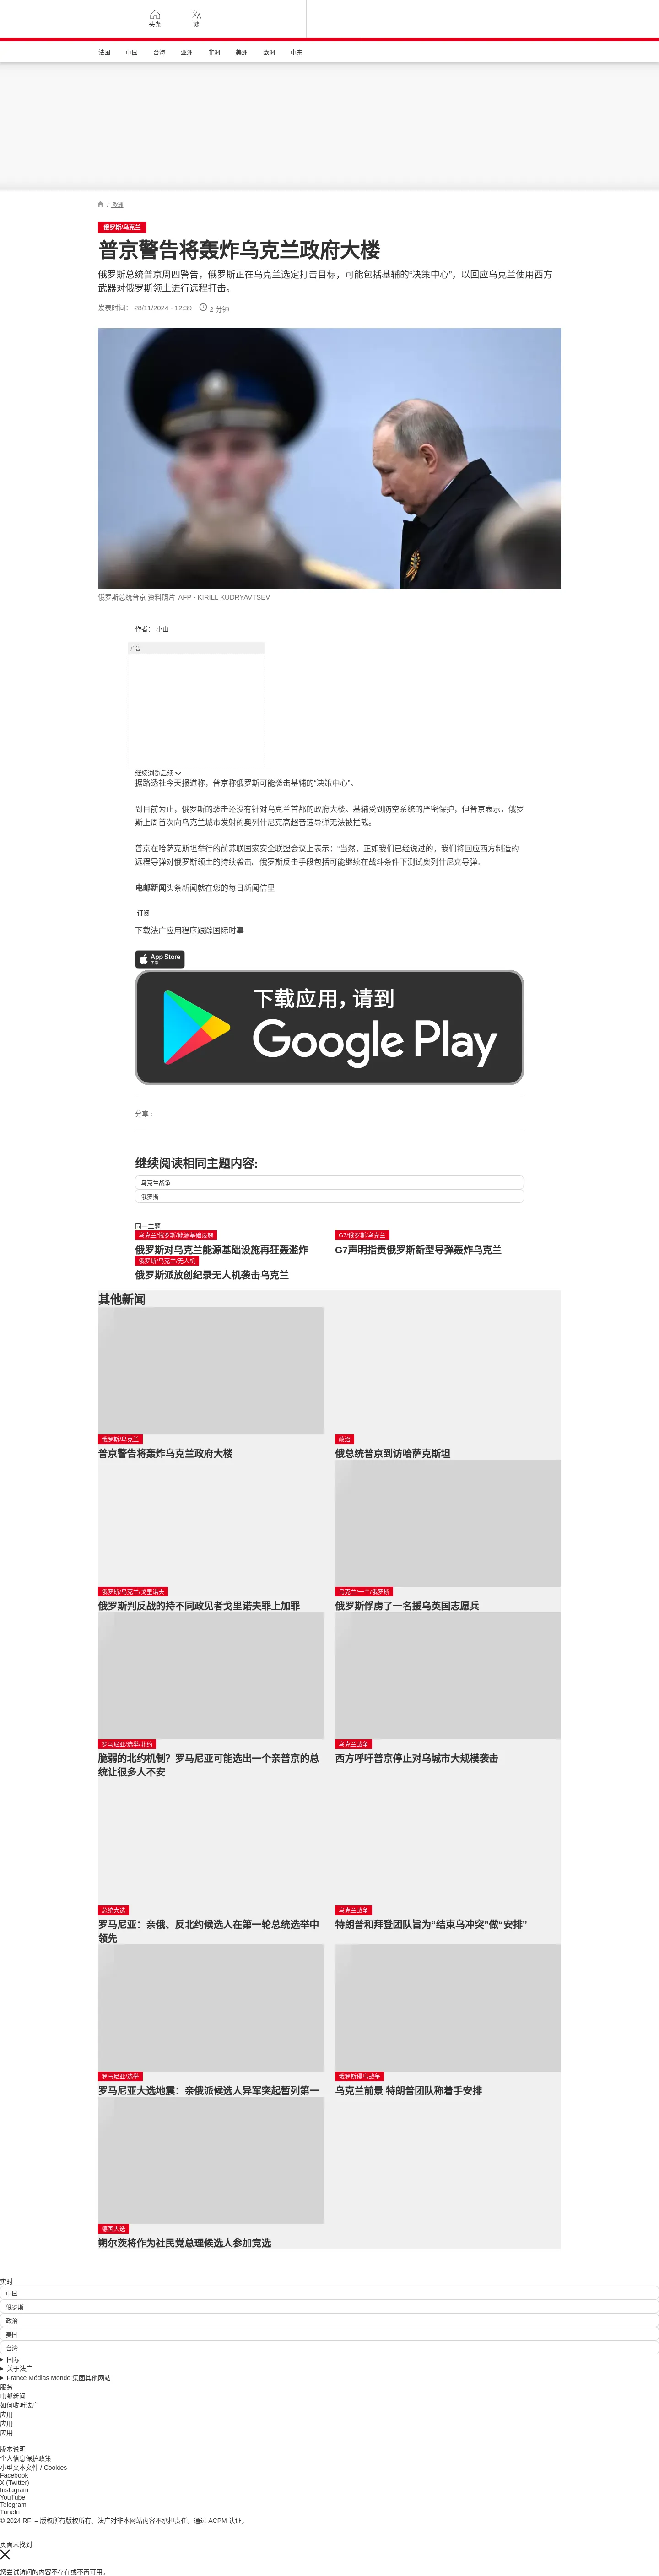 头条
繁
法国
中国
台海
亚洲
非洲
美洲
欧洲
中东
/ 欧洲
俄罗斯/乌克兰
普京警告将轰炸乌克兰政府大楼
俄罗斯总统普京周四警告，俄罗斯正在乌克兰选定打击目标，可能包括基辅的“决策中心”，以回应乌克兰使用西方
武器对俄罗斯领土进行远程打击。
发表时间： 28/11/2024 - 12:39 2 分钟
俄罗斯总统普京 资料照片 AFP - KIRILL KUDRYAVTSEV
作者： 小山
广告
继续浏览后续
据路透社今天报道称，普京称俄罗斯可能袭击基辅的“决策中心”。
到目前为止，俄罗斯的袭击还没有针对乌克兰首都的政府大楼。基辅受到防空系统的严密保护，但普京表示，俄罗
斯上周首次向乌克兰城市发射的奥列什尼克高超音速导弹无法被拦截。
普京在哈萨克斯坦举行的前苏联国家安全联盟会议上表示：“当然，正如我们已经说过的，我们将回应西方制造的
远程导弹对俄罗斯领土的持续袭击。俄罗斯反击手段包括可能继续在战斗条件下测试奥列什尼克导弹。
电邮新闻头条新闻就在您的每日新闻信里
订阅
下载法广应用程序跟踪国际时事
App Store
下载
下载应用，请到
Google Play
分享 :
继续阅读相同主题内容:
乌克兰战争
俄罗斯
同一主题
乌克兰/俄罗斯/能源基础设施
俄罗斯对乌克兰能源基础设施再狂轰滥炸
G7/俄罗斯/乌克兰
G7声明指责俄罗斯新型导弹轰炸乌克兰
俄罗斯/乌克兰/无人机
俄罗斯派放创纪录无人机袭击乌克兰
其他新闻
俄罗斯/乌克兰
普京警告将轰炸乌克兰政府大楼
政治
俄总统普京到访哈萨克斯坦
俄罗斯/乌克兰/戈里诺夫
俄罗斯判反战的持不同政见者戈里诺夫罪上加罪
乌克兰/一个/俄罗斯
俄罗斯俘虏了一名援乌英国志愿兵
罗马尼亚/选举/北约
脆弱的北约机制？罗马尼亚可能选出一个亲普京的总
统让很多人不安
乌克兰战争
西方呼吁普京停止对乌城市大规模袭击
总统大选
罗马尼亚：亲俄、反北约候选人在第一轮总统选举中
领先
乌克兰战争
特朗普和拜登团队旨为“结束乌冲突”做“安排”
罗马尼亚/选举
罗马尼亚大选地震：亲俄派候选人异军突起暂列第一
俄罗斯侵乌战争
乌克兰前景 特朗普团队称着手安排
德国大选
朔尔茨将作为社民党总理候选人参加竞选
实时
中国
俄罗斯
政治
美国
台湾
国际
关于法广
France Médias Monde 集团其他网站
服务
电邮新闻
如何收听法广
应用
应用
应用
版本说明
个人信息保护政策
小型文本文件 / Cookies
Facebook
X (Twitter)
Instagram
YouTube
Telegram
TuneIn
© 2024 RFI – 版权所有版权所有。法广对非本网站内容不承担责任。通过 ACPM 认证。
页面未找到
您尝试访问的内容不存在或不再可用。